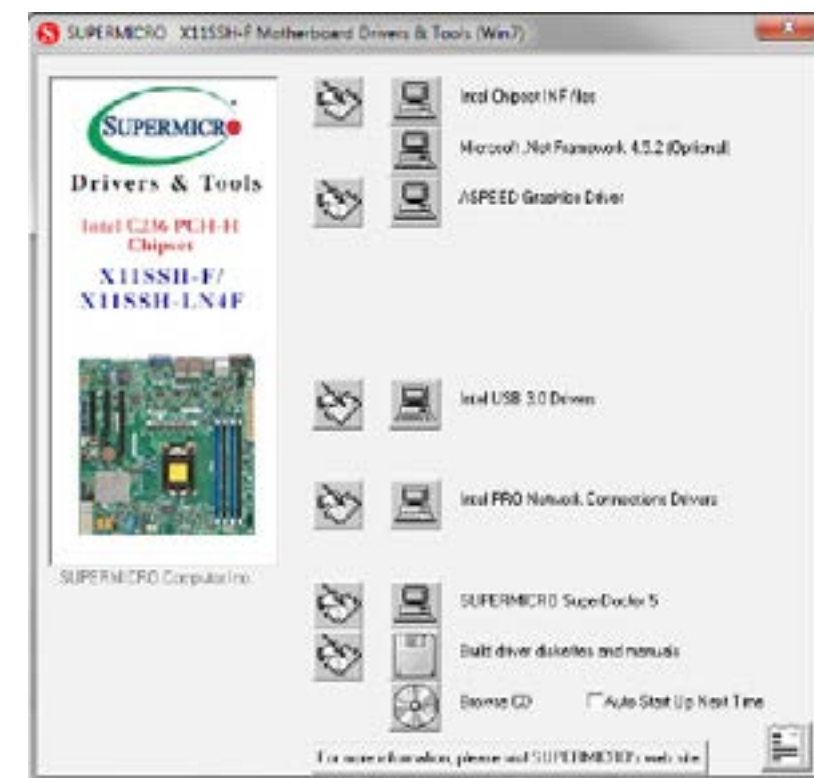 SUPERMICRO X11SSH-F Motherboard Drivers & Tools (Win7)
SUPERMICRO
Drivers & Tools
Intel C236 PCH-H
Chipset
X11SSH-F/
X11SSH-LN4F
SUPERMICRO Computer Inc.
Intel Chipset INF files
Microsoft .Net Framework 4.5.2 (Optional)
ASPEED Graphics Driver
Intel USB 3.0 Drivers
Intel PRO Network Connections Drivers
SUPERMICRO SuperDoctor 5
Build driver diskettes and manuals
Browse CD
Auto Start Up Next Time
For more information, please visit SUPERMICRO's web site